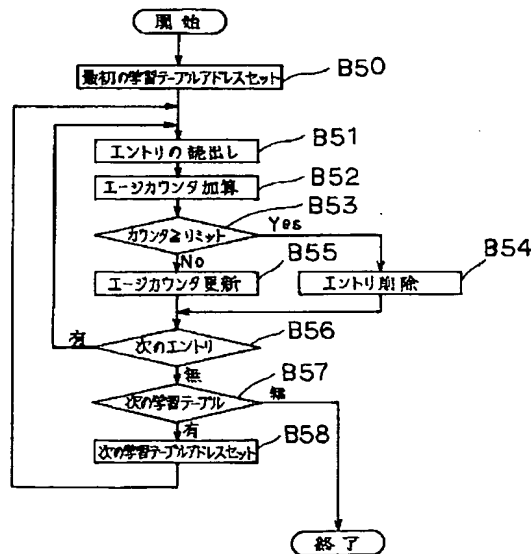 開始
最初の学習テーブルアドレスセット
B50
エントリの読出し
B51
エージカウンタ加算
B52
カウンタ≧リミット
B53
Yes
No
エージカウンタ更新
B55
エントリ削除
B54
有
次のエントリ
B56
無
次の学習テーブル
B57
無
有
次の学習テーブルアドレスセット
B58
終了